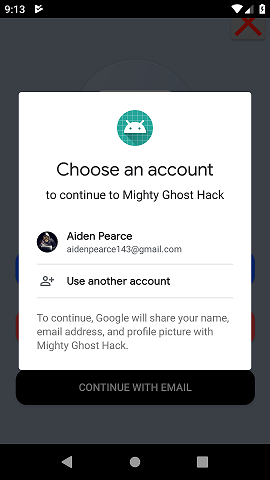 9:13
Choose an account
to continue to Mighty Ghost Hack
Aiden Pearce
aidenpearce143@gmail.com
Use another account
To continue, Google will share your name,
email address, and profile picture with
Mighty Ghost Hack.
CONTINUE WITH EMAIL